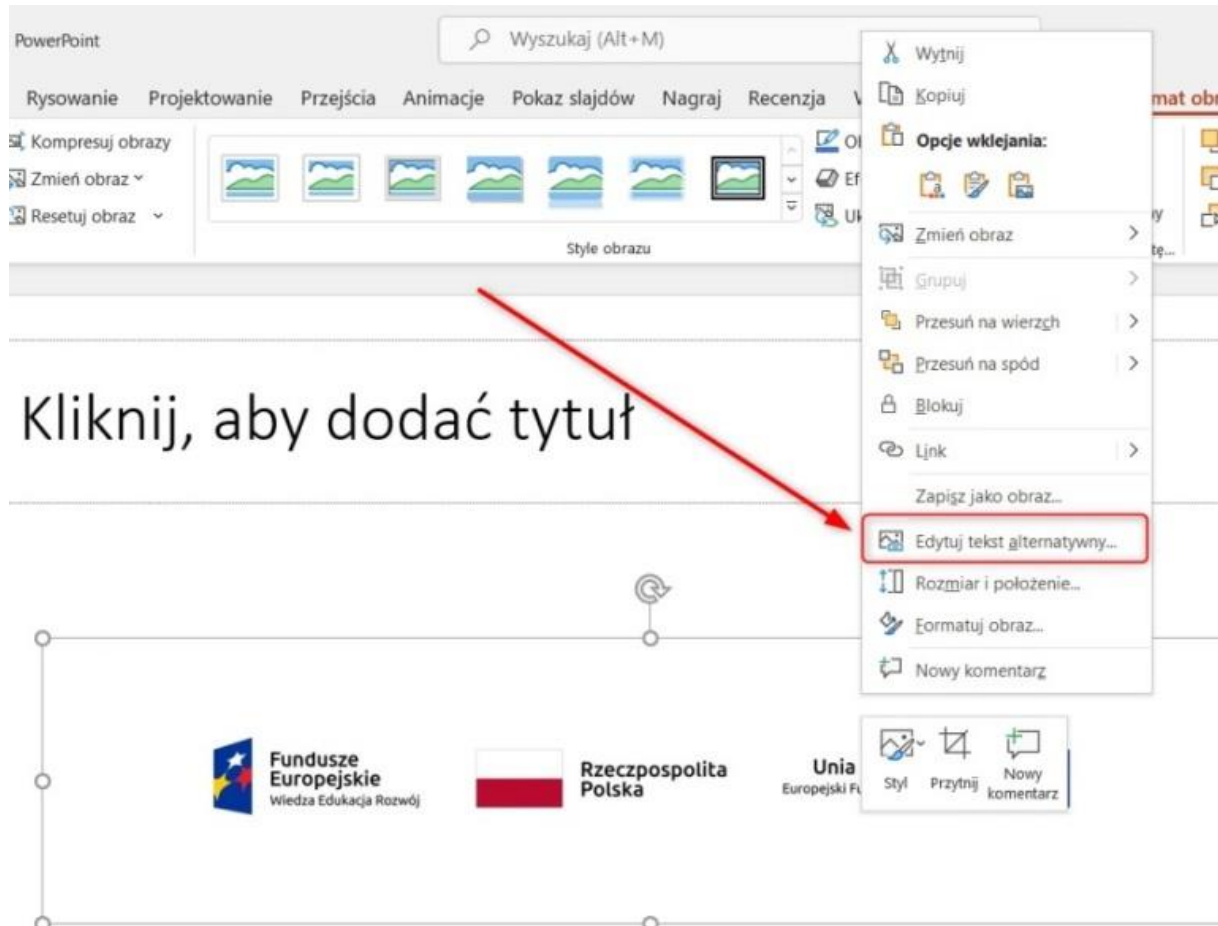 PowerPoint
Wyszukaj (Alt+M)
Rysowanie Projektowanie Przejścia Animacje Pokaz slajdów Nagraj Recenzja
Kompresuj obrazy
Zmień obraz
Resetuj obraz
Style obrazu
Wytnij
Kopiuj
Opcje wklejania:
Zmień obraz
Grupuj
Przesuń na wierzch
Przesuń na spód
Blokuj
Link
Zapisz jako obraz...
Edytuj tekst alternatywny...
Rozmiar i położenie...
Formatuj obraz...
Nowy komentarz
Kliknij, aby dodać tytuł
Fundusze
Europejskie
Wiedza Edukacja Rozwój
Rzeczpospolita
Polska
Unia
Europejski
Styl Przytnij Nowy
komentarz